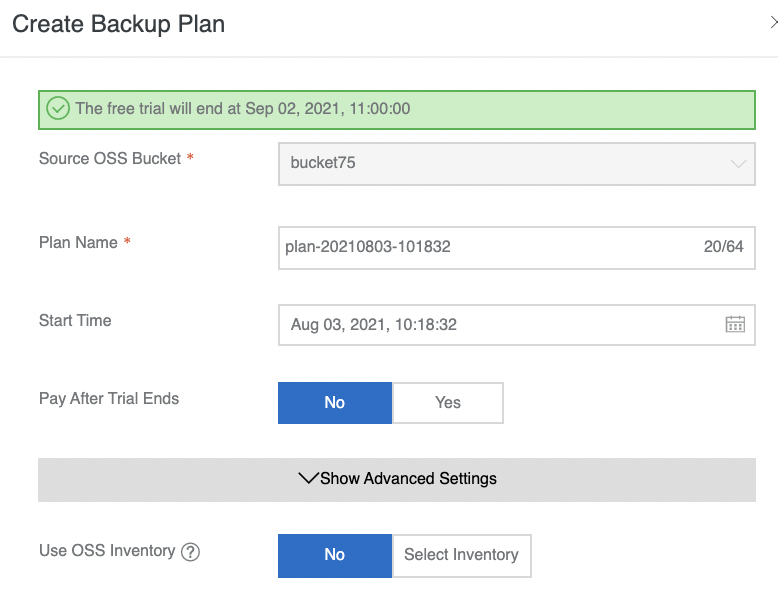 Create Backup Plan
The free trial will end at Sep 02, 2021, 11:00:00
Source OSS Bucket *
bucket75
Plan Name *
plan-20210803-101832 20/64
Start Time
Aug 03, 2021, 10:18:32
Pay After Trial Ends
No Yes
Show Advanced Settings
Use OSS Inventory ?
No Select Inventory